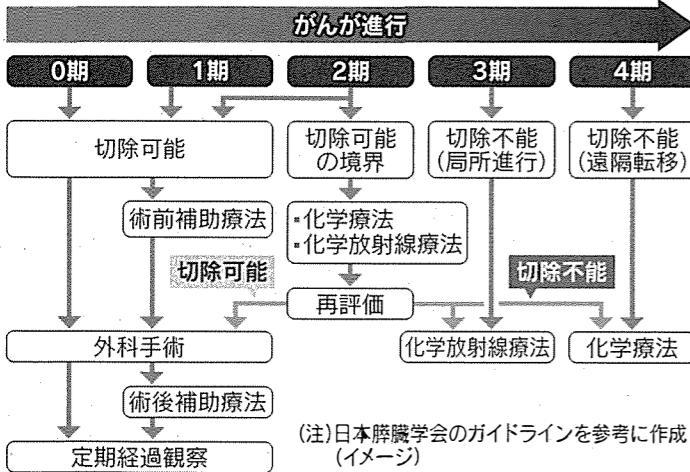 がんが進行
0期
1期
2期
3期
4期
切除可能
切除可能
の境界
切除不能
(局所進行)
切除不能
(遠隔転移)
術前補助療法
・化学療法
・化学放射線療法
切除可能
切除不能
再評価
外科手術
化学放射線療法
化学療法
術後補助療法
定期経過観察
(注)日本膵臓学会のガイドラインを参考に作成
(イメージ)